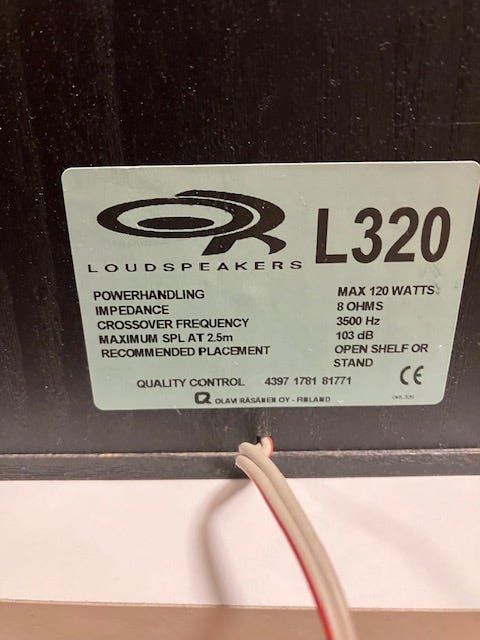 OR
LOUDSPEAKERS
L320
POWERHANDLING MAX 120 WATTS
IMPEDANCE 8 OHMS
CROSSOVER FREQUENCY 3500 Hz
MAXIMUM SPL AT 2.5m 103 dB
RECOMMENDED PLACEMENT OPEN SHELF OR
STAND
QUALITY CONTROL 4397 1781 81771 CE
OLAVI RÄSÄNEN OY - FINLAND